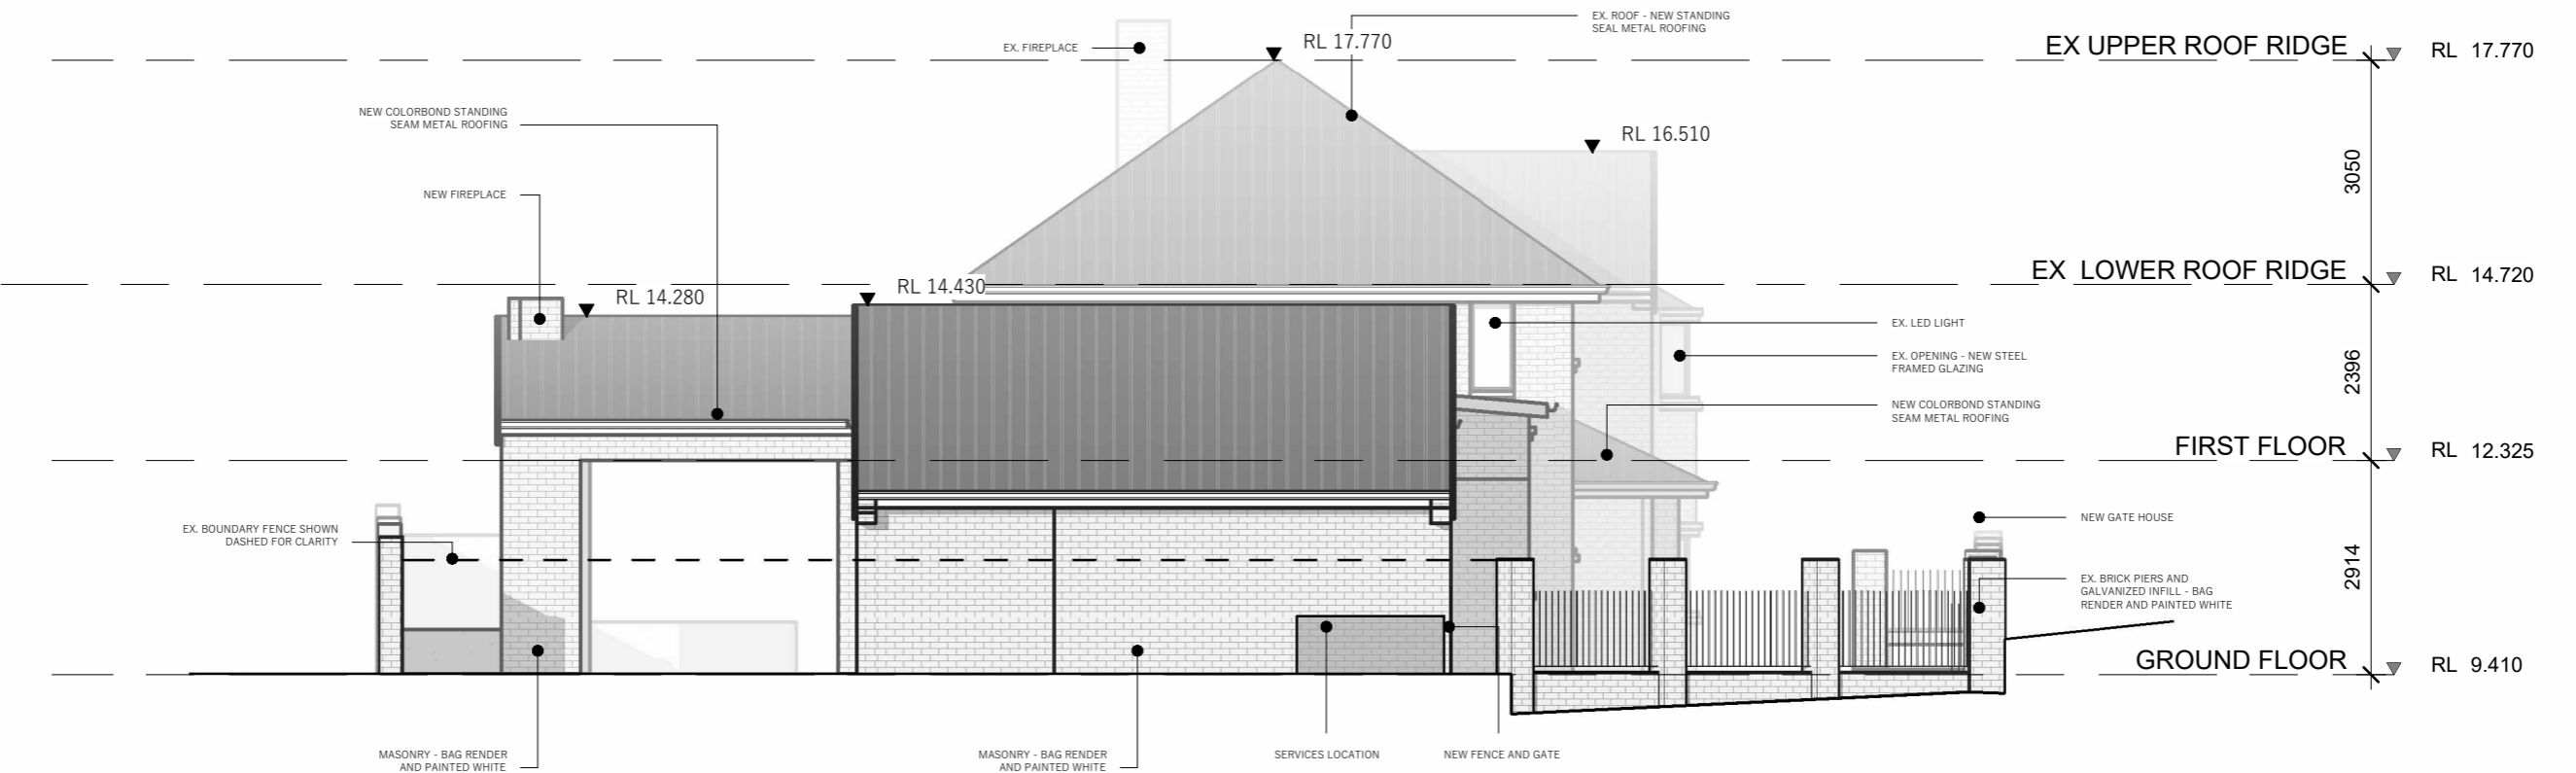 EX. ROOF - NEW STANDING
SEAL METAL ROOFING
EX. FIREPLACE
RL 17.770
EX UPPER ROOF RIDGE
RL 17.770
NEW COLORBOND STANDING
SEAM METAL ROOFING
RL 16.510
3050
NEW FIREPLACE
EX LOWER ROOF RIDGE
RL 14.720
RL 14.280
RL 14.430
EX. LED LIGHT
EX. OPENING - NEW STEEL
FRAMED GLAZING
2396
NEW COLORBOND STANDING
SEAM METAL ROOFING
FIRST FLOOR
RL 12.325
EX. BOUNDARY FENCE SHOWN
DASHED FOR CLARITY
NEW GATE HOUSE
2914
EX. BRICK PIERS AND
GALVANIZED INFILL - BAG
RENDER AND PAINTED WHITE
GROUND FLOOR
RL 9.410
MASONRY - BAG RENDER
AND PAINTED WHITE
MASONRY - BAG RENDER
AND PAINTED WHITE
SERVICES LOCATION
NEW FENCE AND GATE